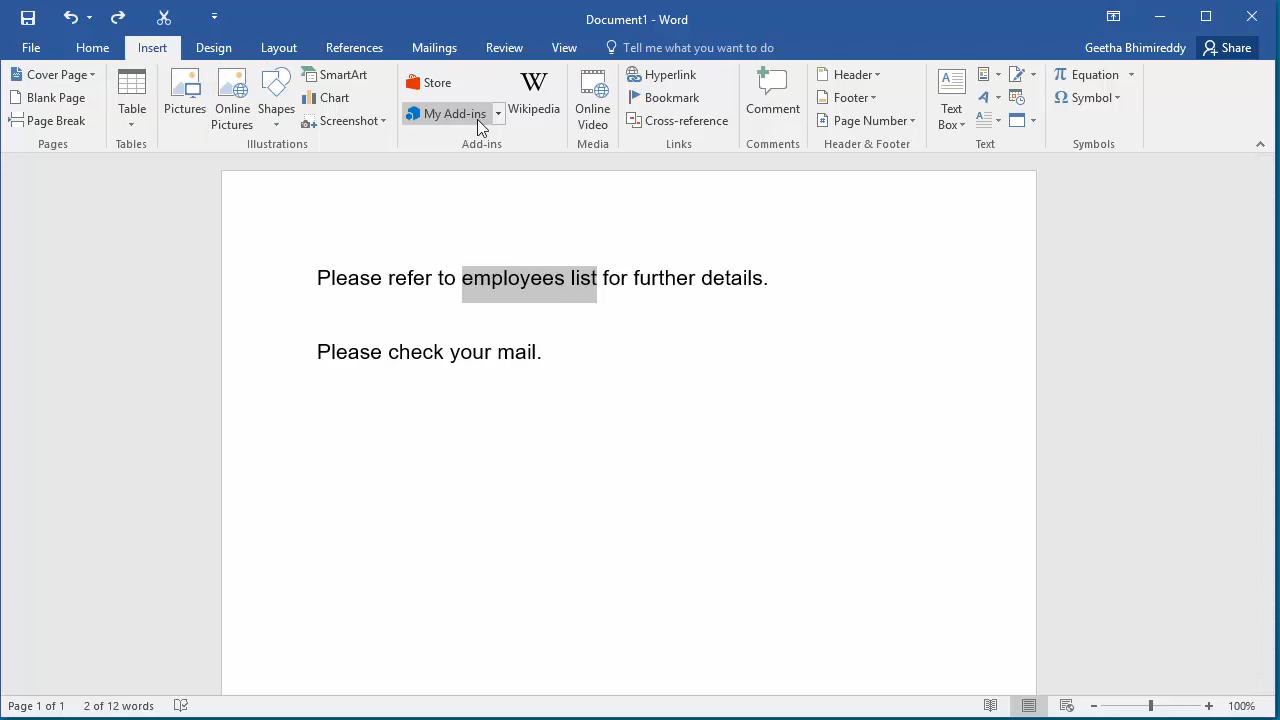 Document1 - Word
File Home Insert Design Layout References Mailings Review View Tell me what you want to do Geetha Bhimireddy Share
Cover Page
Blank Page
Page Break
Pages
Table
Tables
Pictures
Online
Pictures
Shapes
SmartArt
Chart
Screenshot
Illustrations
Store
My Add-ins
W
Wikipedia
Add-ins
Online
Video
Media
Hyperlink
Bookmark
Cross-reference
Links
Comment
Comments
Header
Footer
Page Number
Header & Footer
Text
Box
Text
Equation
Symbol
Symbols
Please refer to employees list for further details.
Please check your mail.
Page 1 of 1 2 of 12 words 100%